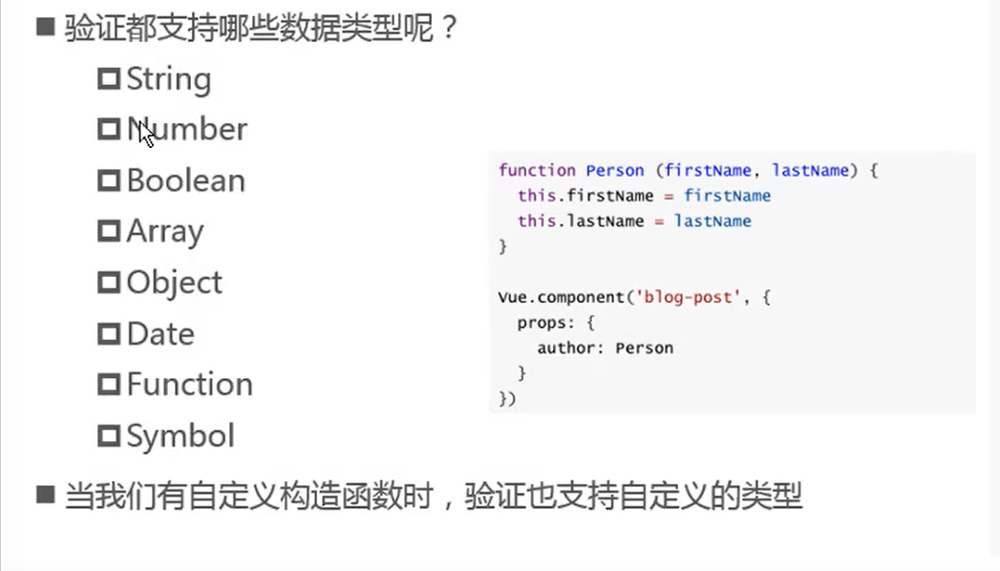 验证都支持哪些数据类型呢？
String
Number
Boolean
Array
Object
Date
Function
Symbol
function Person (firstName, lastName) {
  this.firstName = firstName
  this.lastName = lastName
}
Vue.component('blog-post', {
  props: {
    author: Person
  }
})
当我们有自定义构造函数时，验证也支持自定义的类型